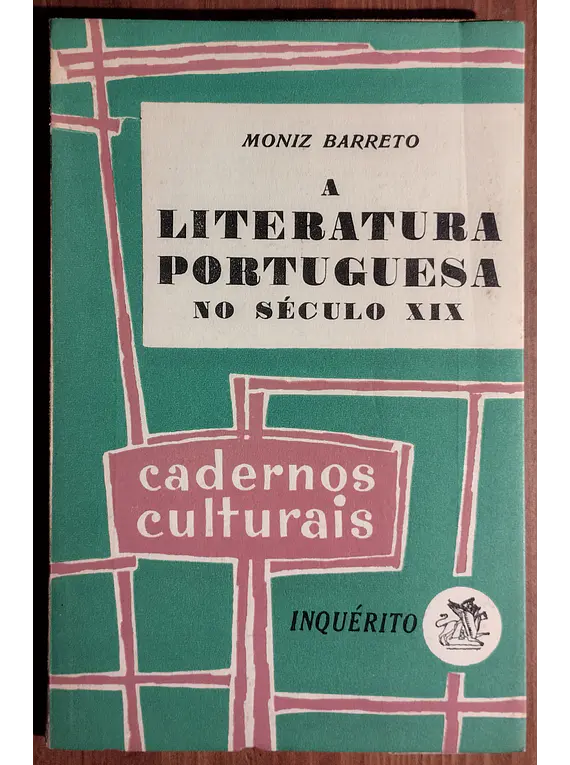 MONIZ BARRETO
A
LITERATURA
PORTUGUESA
NO SÉCULO XIX
cadernos
culturais
INQUÉRITO